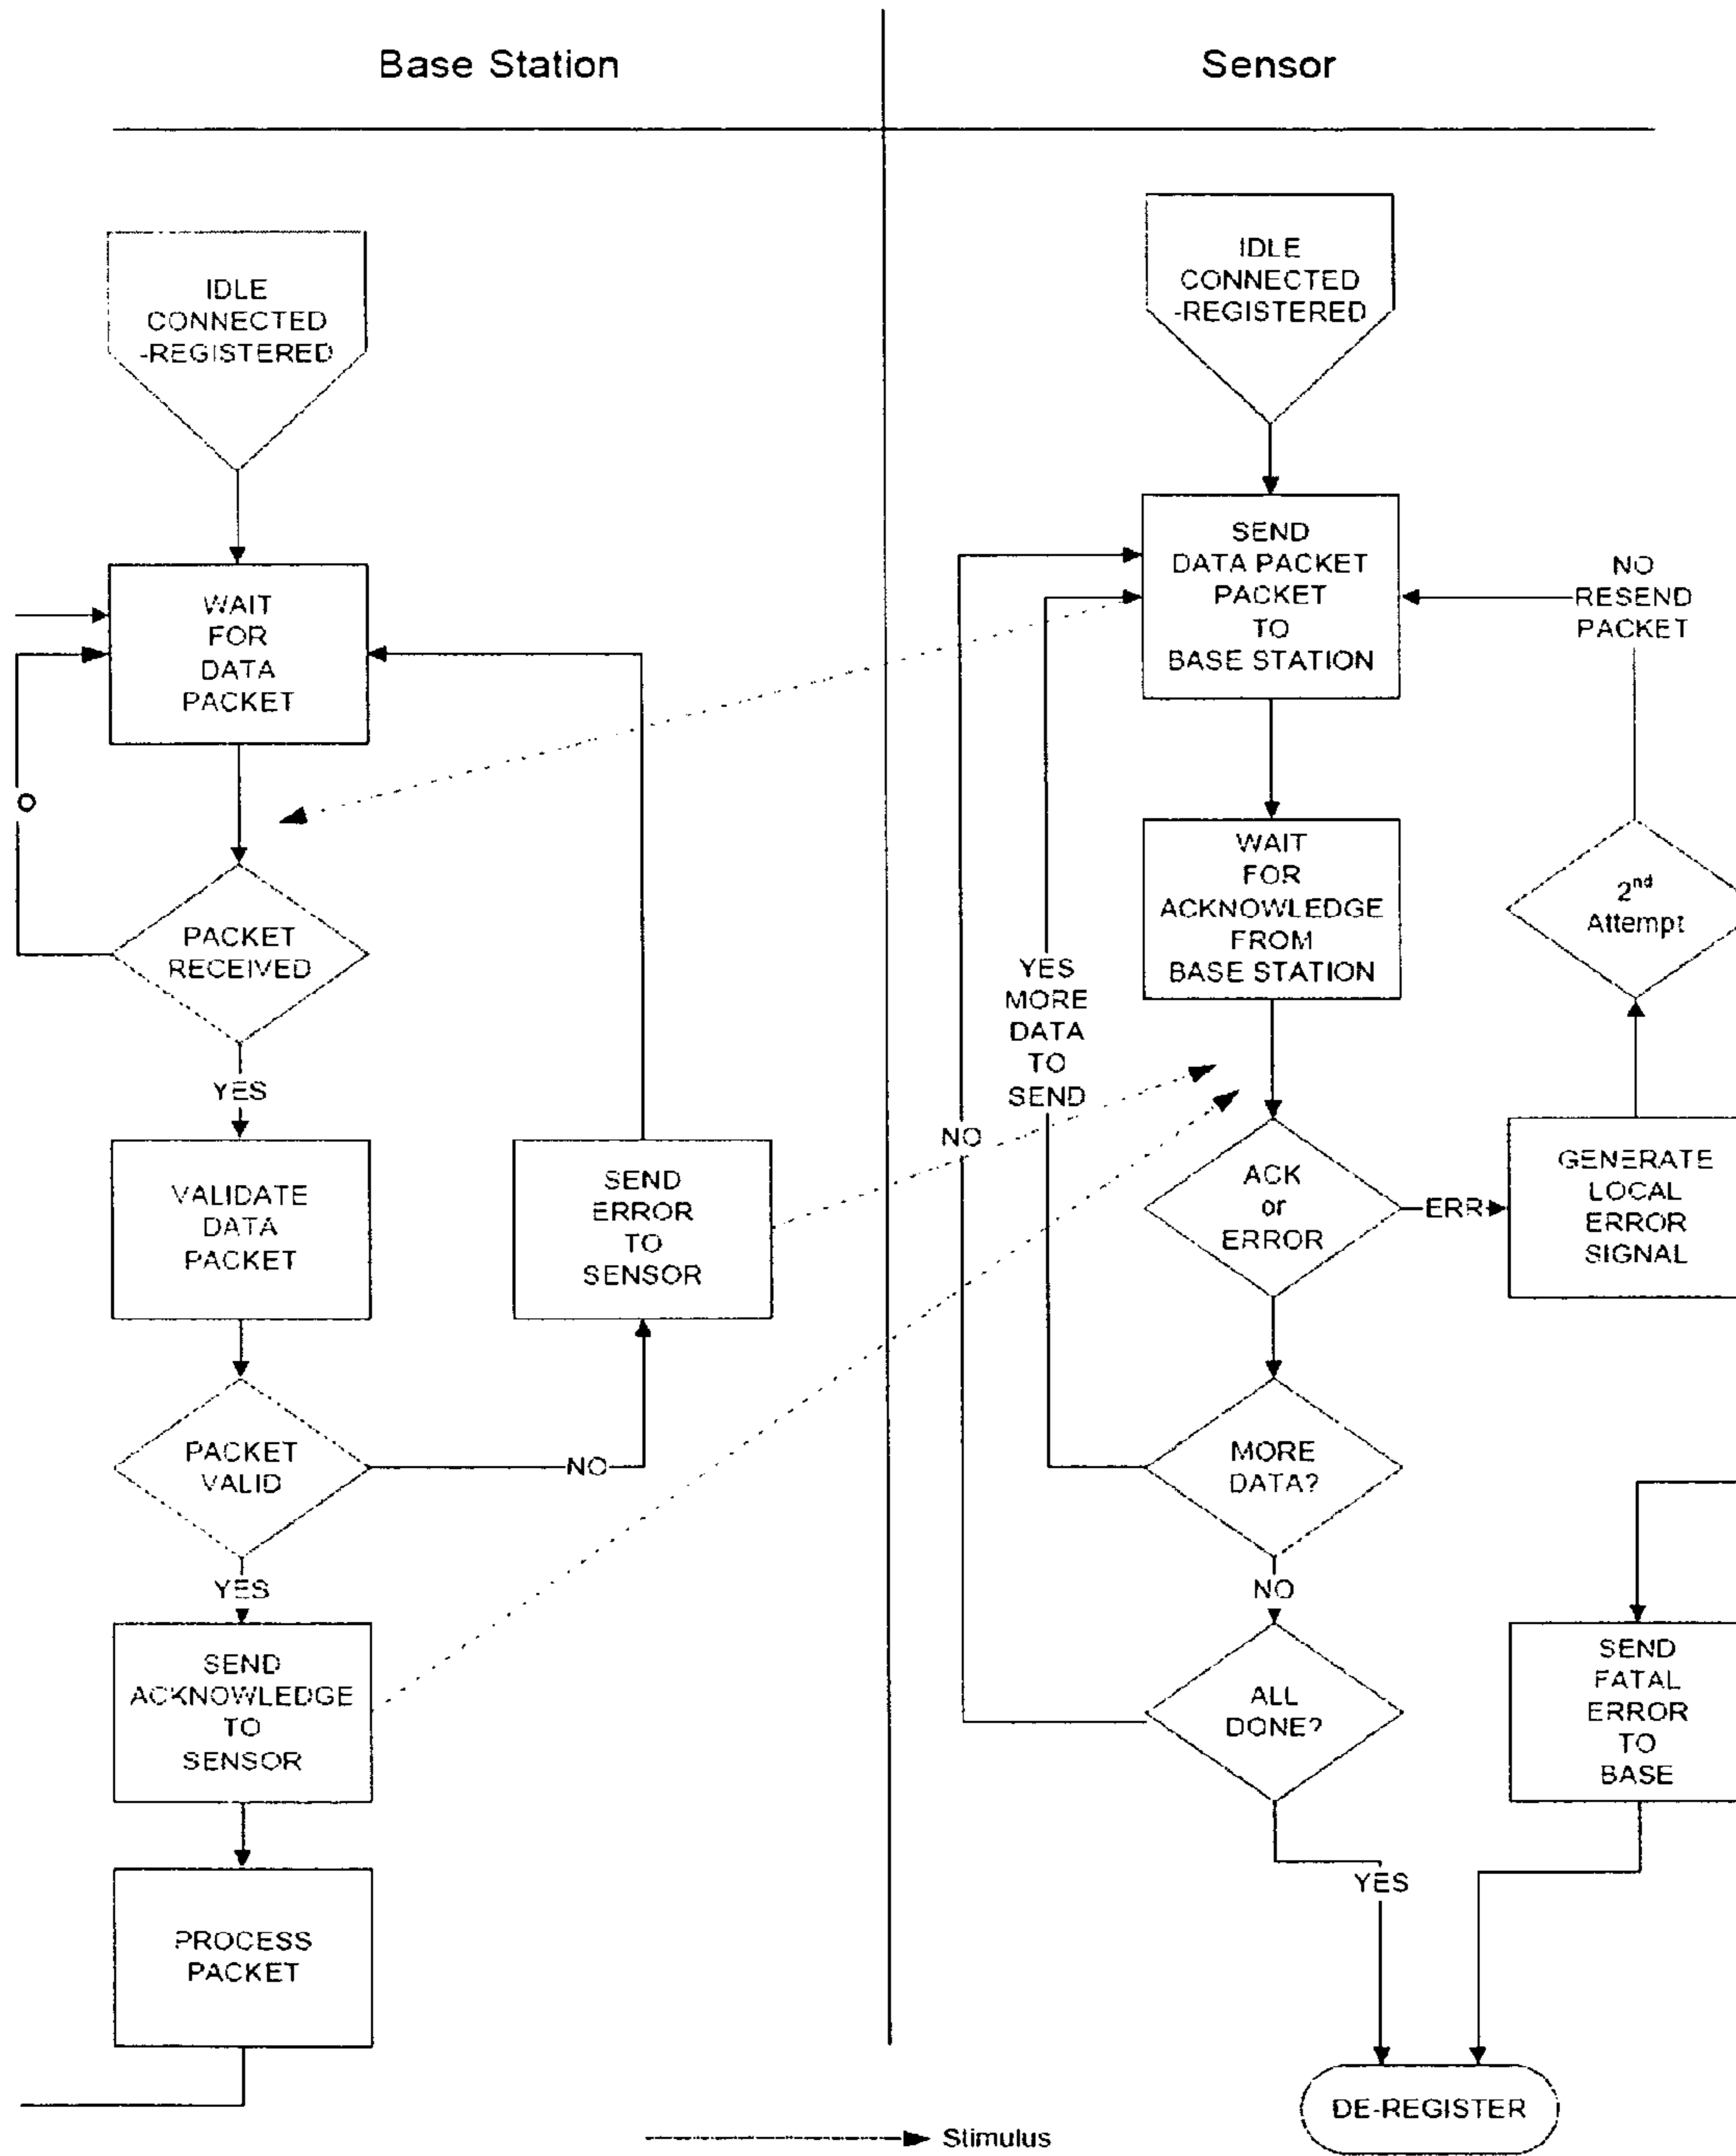 Base Station
Sensor
IDLE
CONNECTED
-REGISTERED
WAIT
FOR
DATA
PACKET
O
PACKET
RECEIVED
YES
VALIDATE
DATA
PACKET
SEND
ERROR
TO
SENSOR
PACKET
VALID
NO
YES
SEND
ACKNOWLEDGE
TO
SENSOR
PROCESS
PACKET
IDLE
CONNECTED
-REGISTERED
SEND
DATA PACKET
PACKET
TO
BASE STATION
NO
RESEND
PACKET
WAIT
FOR
ACKNOWLEDGE
FROM
BASE STATION
2nd
Attempt
YES
MORE
DATA
TO
SEND
NO
ACK
or
ERROR
ERR
GENERATE
LOCAL
ERROR
SIGNAL
MORE
DATA?
NO
ALL
DONE?
SEND
FATAL
ERROR
TO
BASE
YES
DE-REGISTER
Stimulus